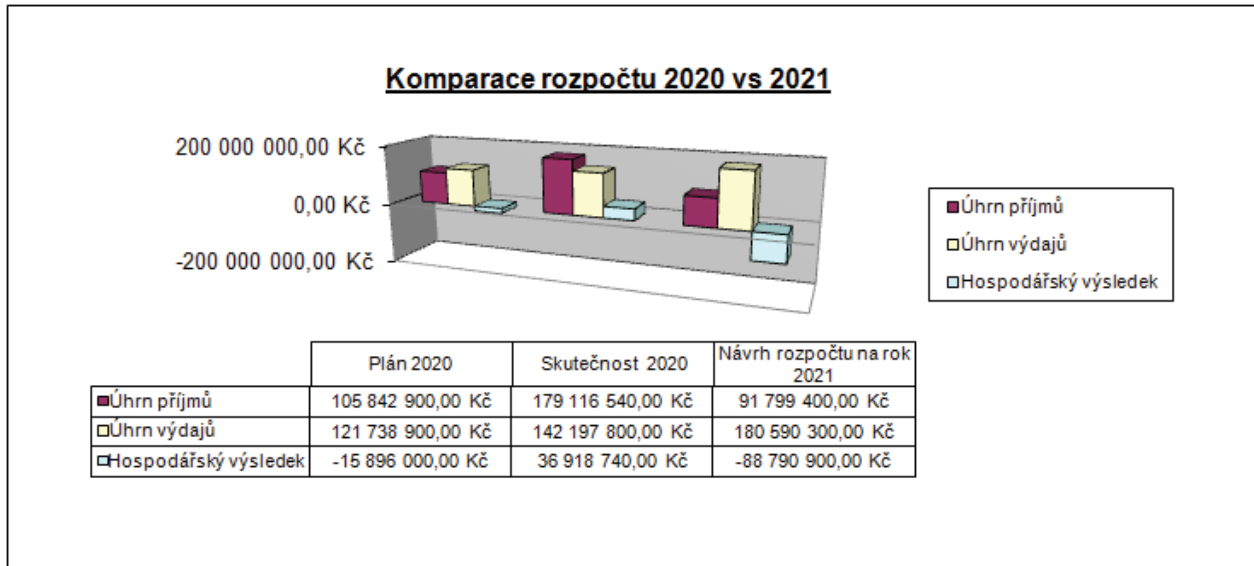 Komparace rozpočtu 2020 vs 2021
200 000 000,00 Kč
0,00 Kč
-200 000 000,00 Kč
Úhrn příjmů
Úhrn výdajů
Hospodářský výsledek
Plán 2020 Skutečnost 2020 Návrh rozpočtu na rok
2021
Úhrn příjmů 105 842 900,00 Kč 179 116 540,00 Kč 91 799 400,00 Kč
Úhrn výdajů 121 738 900,00 Kč 142 197 800,00 Kč 180 590 300,00 Kč
Hospodářský výsledek -15 896 000,00 Kč 36 918 740,00 Kč -88 790 900,00 Kč